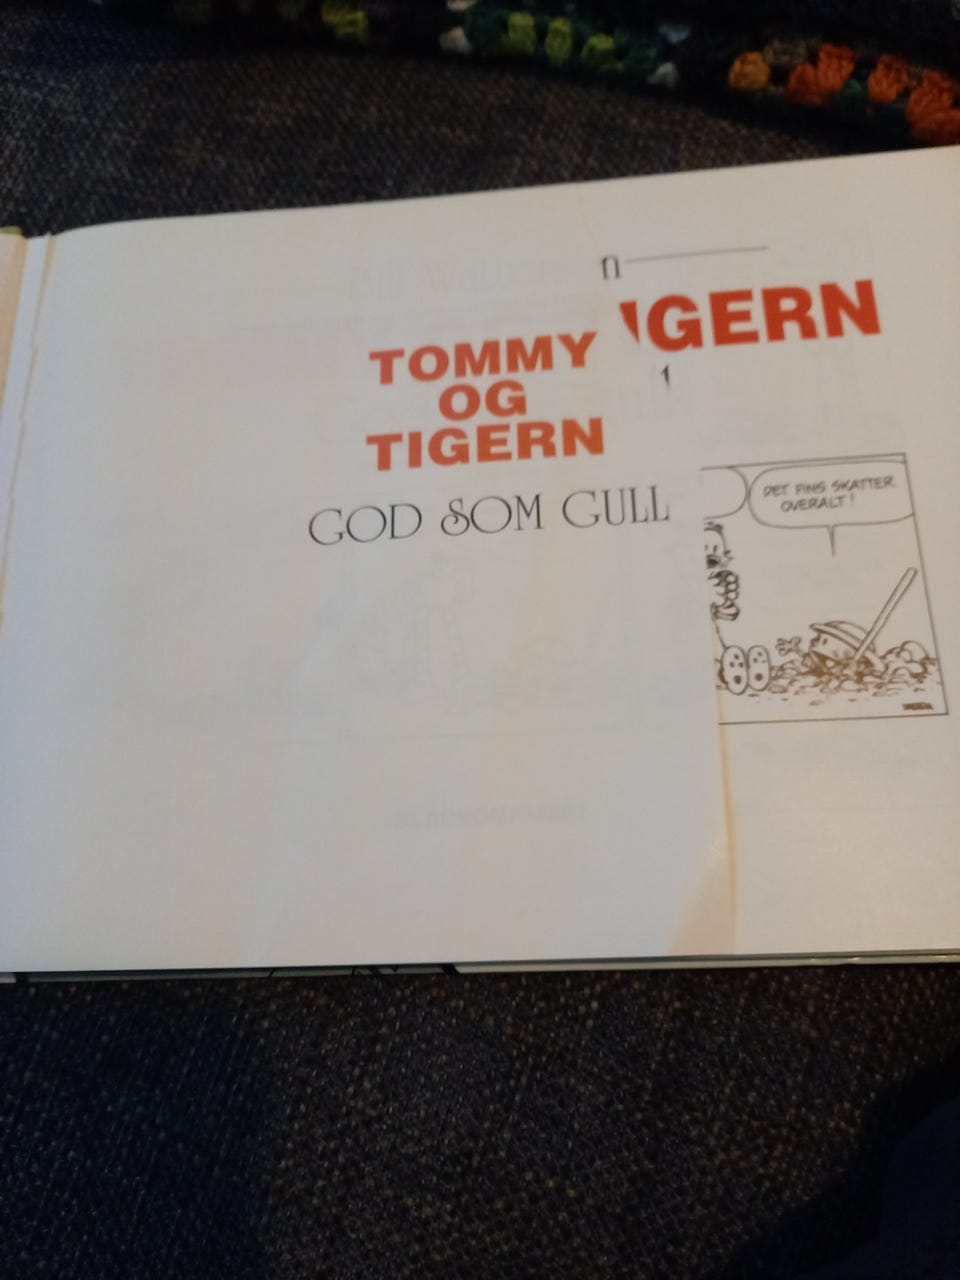 TOMMY
OG
TIGERN
GOD SOM GULL
n
IGERN
DET FINS SKATTER
OVERALT!